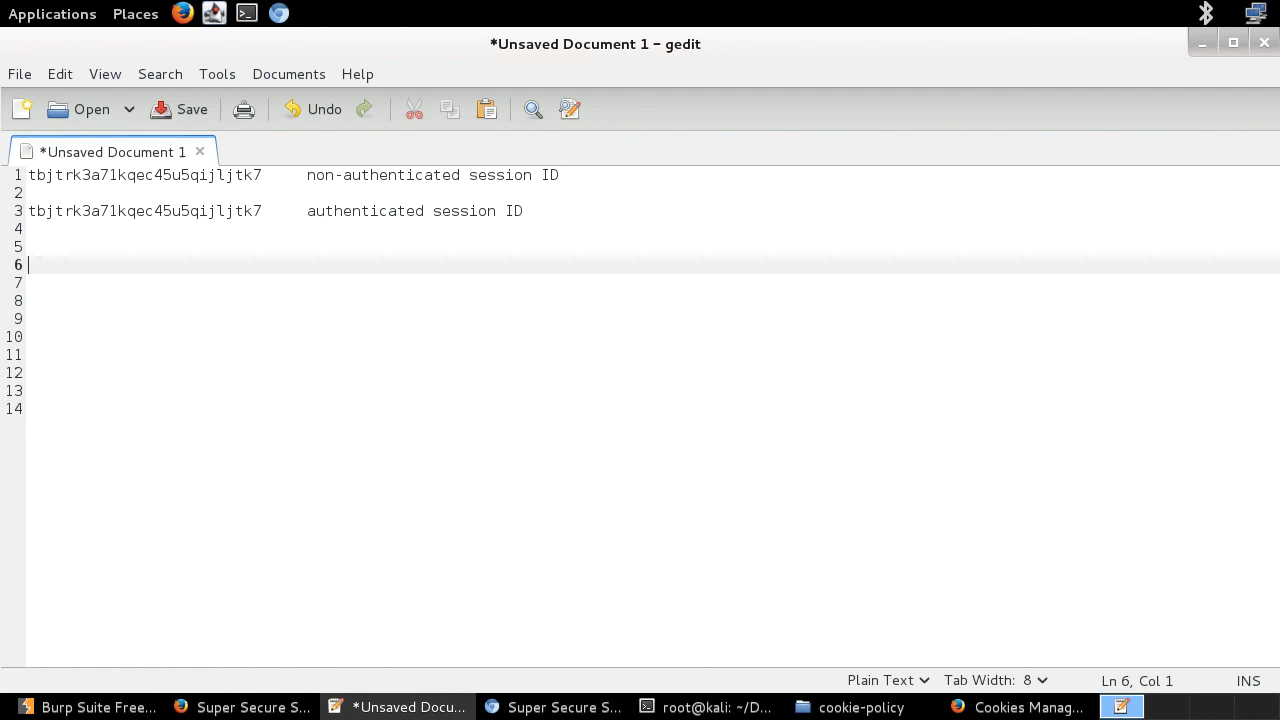 Applications Places
*Unsaved Document 1 - gedit
File Edit View Search Tools Documents Help
Open Save Undo
*Unsaved Document 1
1 tbjtrk3a71kqec45u5qijljtk7 non-authenticated session ID
2
3 tbjtrk3a71kqec45u5qijljtk7 authenticated session ID
4
5
6
7
8
9
10
11
12
13
14
Plain Text Tab Width: 8 Ln 6, Col 1 INS
Burp Suite Free... Super Secure S... *Unsaved Docu... Super Secure S... root@kali: ~/D... cookie-policy Cookies Manag...